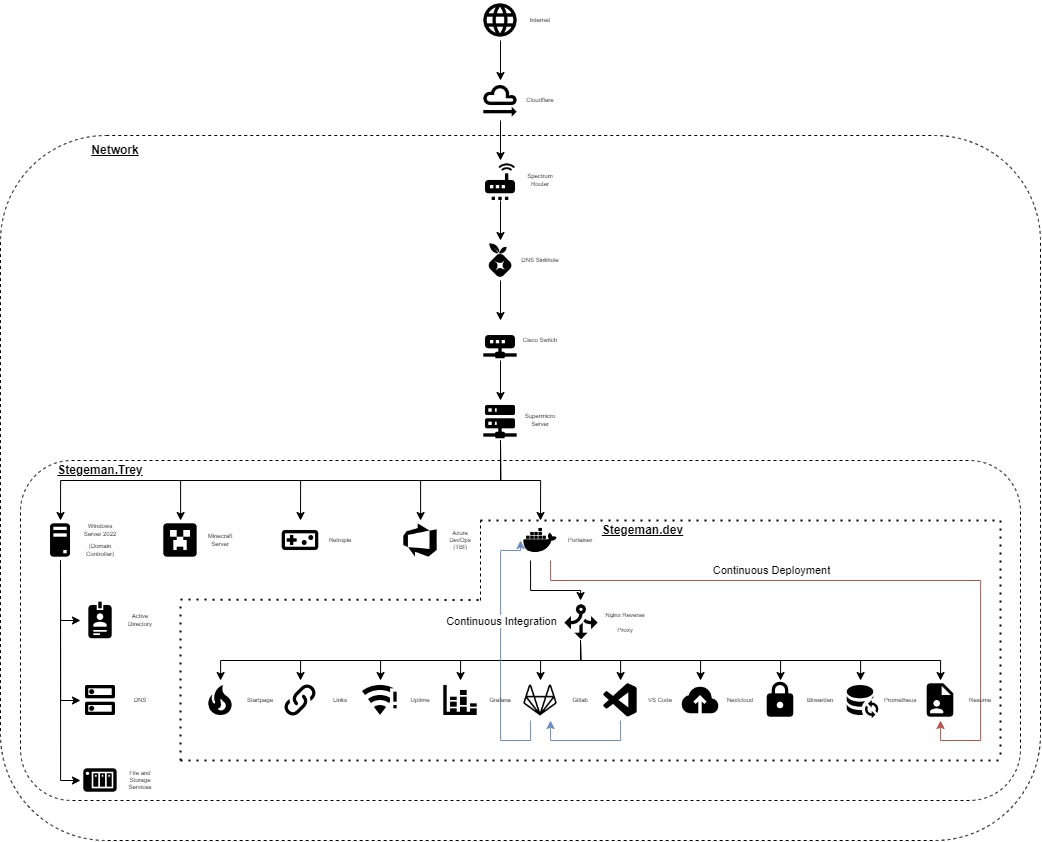 Internet
Cloudflare
Network
Spectrum
Router
DNS Sinkhole
Cisco Switch
Supermicro
Server
Stegeman.Trey
Windows
Server 2022
(Domain
Controller)
Minecraft
Server
Retropie
Azure
DevOps
(TBI)
Stegeman.dev
Portainer
Continuous Deployment
Active
Directory
Continuous Integration
Nginx Reverse
Proxy
DNS
Startpage
Links
Uptime
Grafana
Gitlab
VS Code
Nextcloud
Bitwarden
Prometheus
Resume
File and
Storage
Services